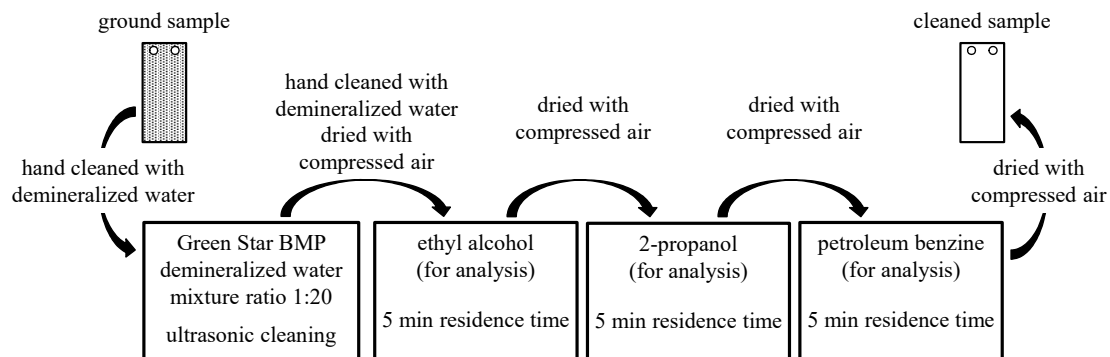 ground sample
hand cleaned with
demineralized water
Green Star BMP
demineralized water
mixture ratio 1:20
ultrasonic cleaning
hand cleaned with
demineralized water
dried with
compressed air
ethyl alcohol
(for analysis)
5 min residence time
dried with
compressed air
2-propanol
(for analysis)
5 min residence time
dried with
compressed air
petroleum benzine
(for analysis)
5 min residence time
dried with
compressed air
cleaned sample